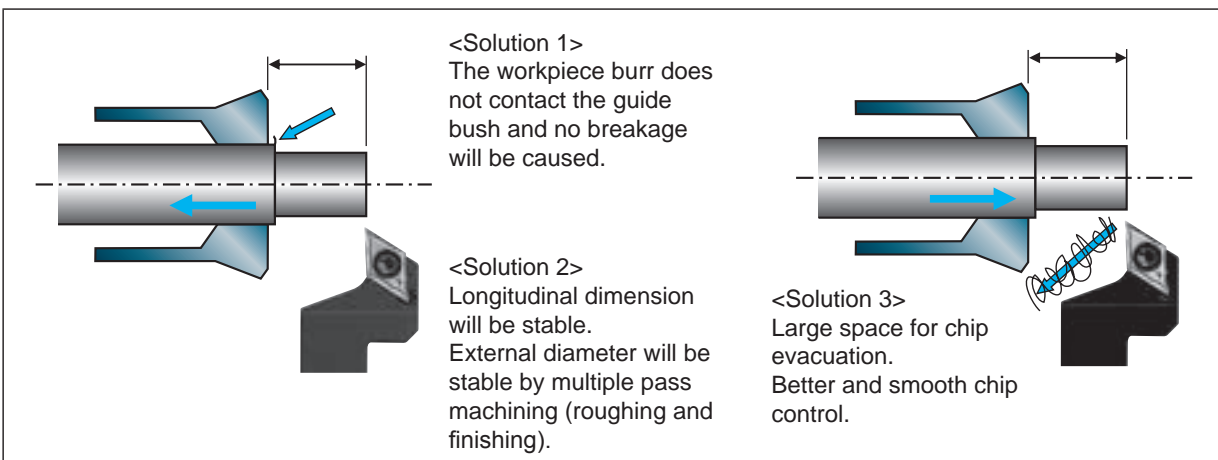 <Solution 1>
The workpiece burr does
not contact the guide
bush and no breakage
will be caused.
<Solution 2>
Longitudinal dimension
will be stable.
External diameter will be
stable by multiple pass
machining (roughing and
finishing).
<Solution 3>
Large space for chip
evacuation.
Better and smooth chip
control.